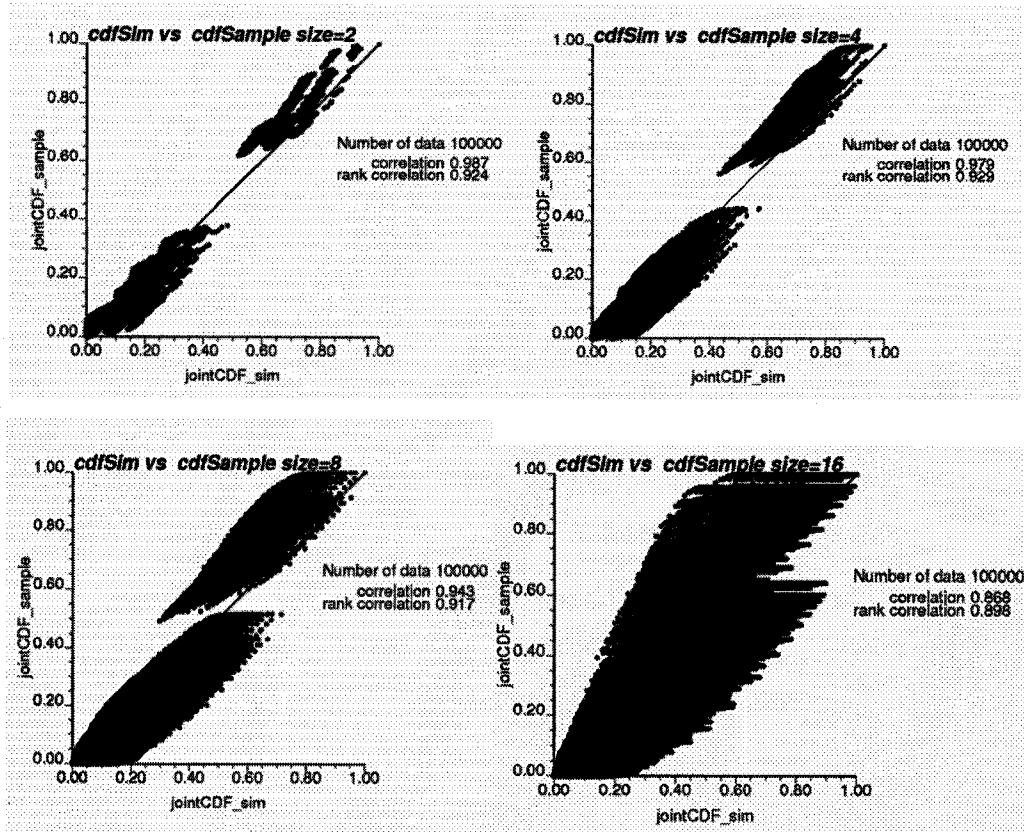 cdfSim vs cdfSample size=2
1.00
0.80
0.60
0.40
0.20
0.00
jointCDF_sample
Number of data 100000
correlation 0.987
rank correlation 0.924
0.00 0.20 0.40 0.60 0.80 1.00
jointCDF_sim
cdfSim vs cdfSample size=4
1.00
0.80
0.60
0.40
0.20
0.00
jointCDF_sample
Number of data 100000
correlation 0.979
rank correlation 0.929
0.00 0.20 0.40 0.60 0.80 1.00
jointCDF_sim
cdfSim vs cdfSample size=8
1.00
0.80
0.60
0.40
0.20
0.00
jointCDF_sample
Number of data 100000
correlation 0.943
rank correlation 0.917
0.00 0.20 0.40 0.60 0.80 1.00
jointCDF_sim
cdfSim vs cdfSample size=16
1.00
0.80
0.60
0.40
0.20
0.00
jointCDF_sample
Number of data 100000
correlation 0.868
rank correlation 0.898
0.00 0.20 0.40 0.60 0.80 1.00
jointCDF_sim